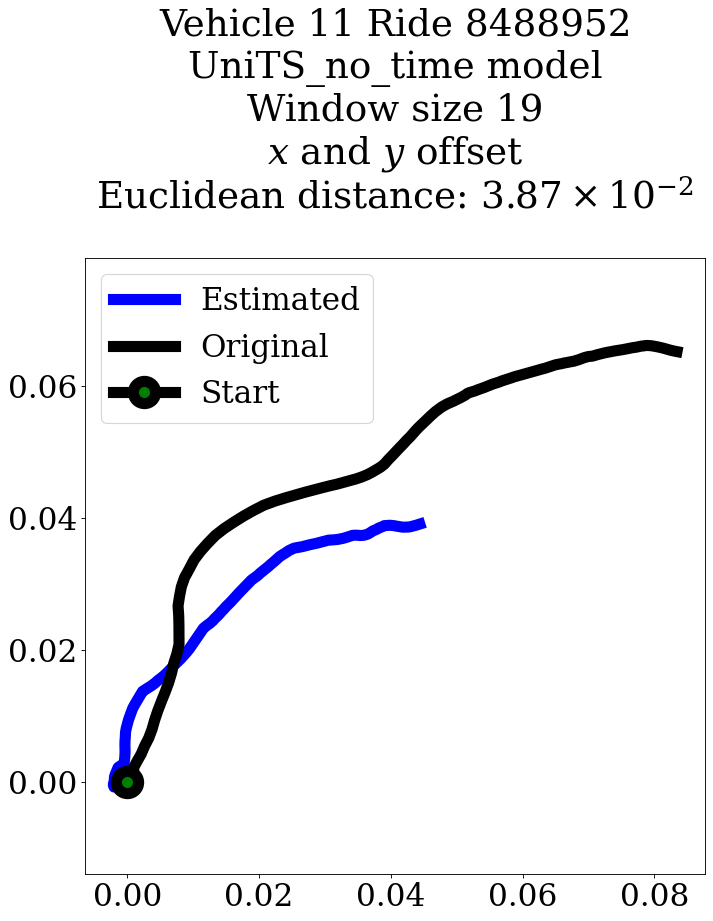 Vehicle 11 Ride 8488952
UniTS_no_time model
Window size 19
x and y offset
Euclidean distance: 3.87 × 10⁻²
Estimated
Original
Start
0.06
0.04
0.02
0.00
0.00 0.02 0.04 0.06 0.08